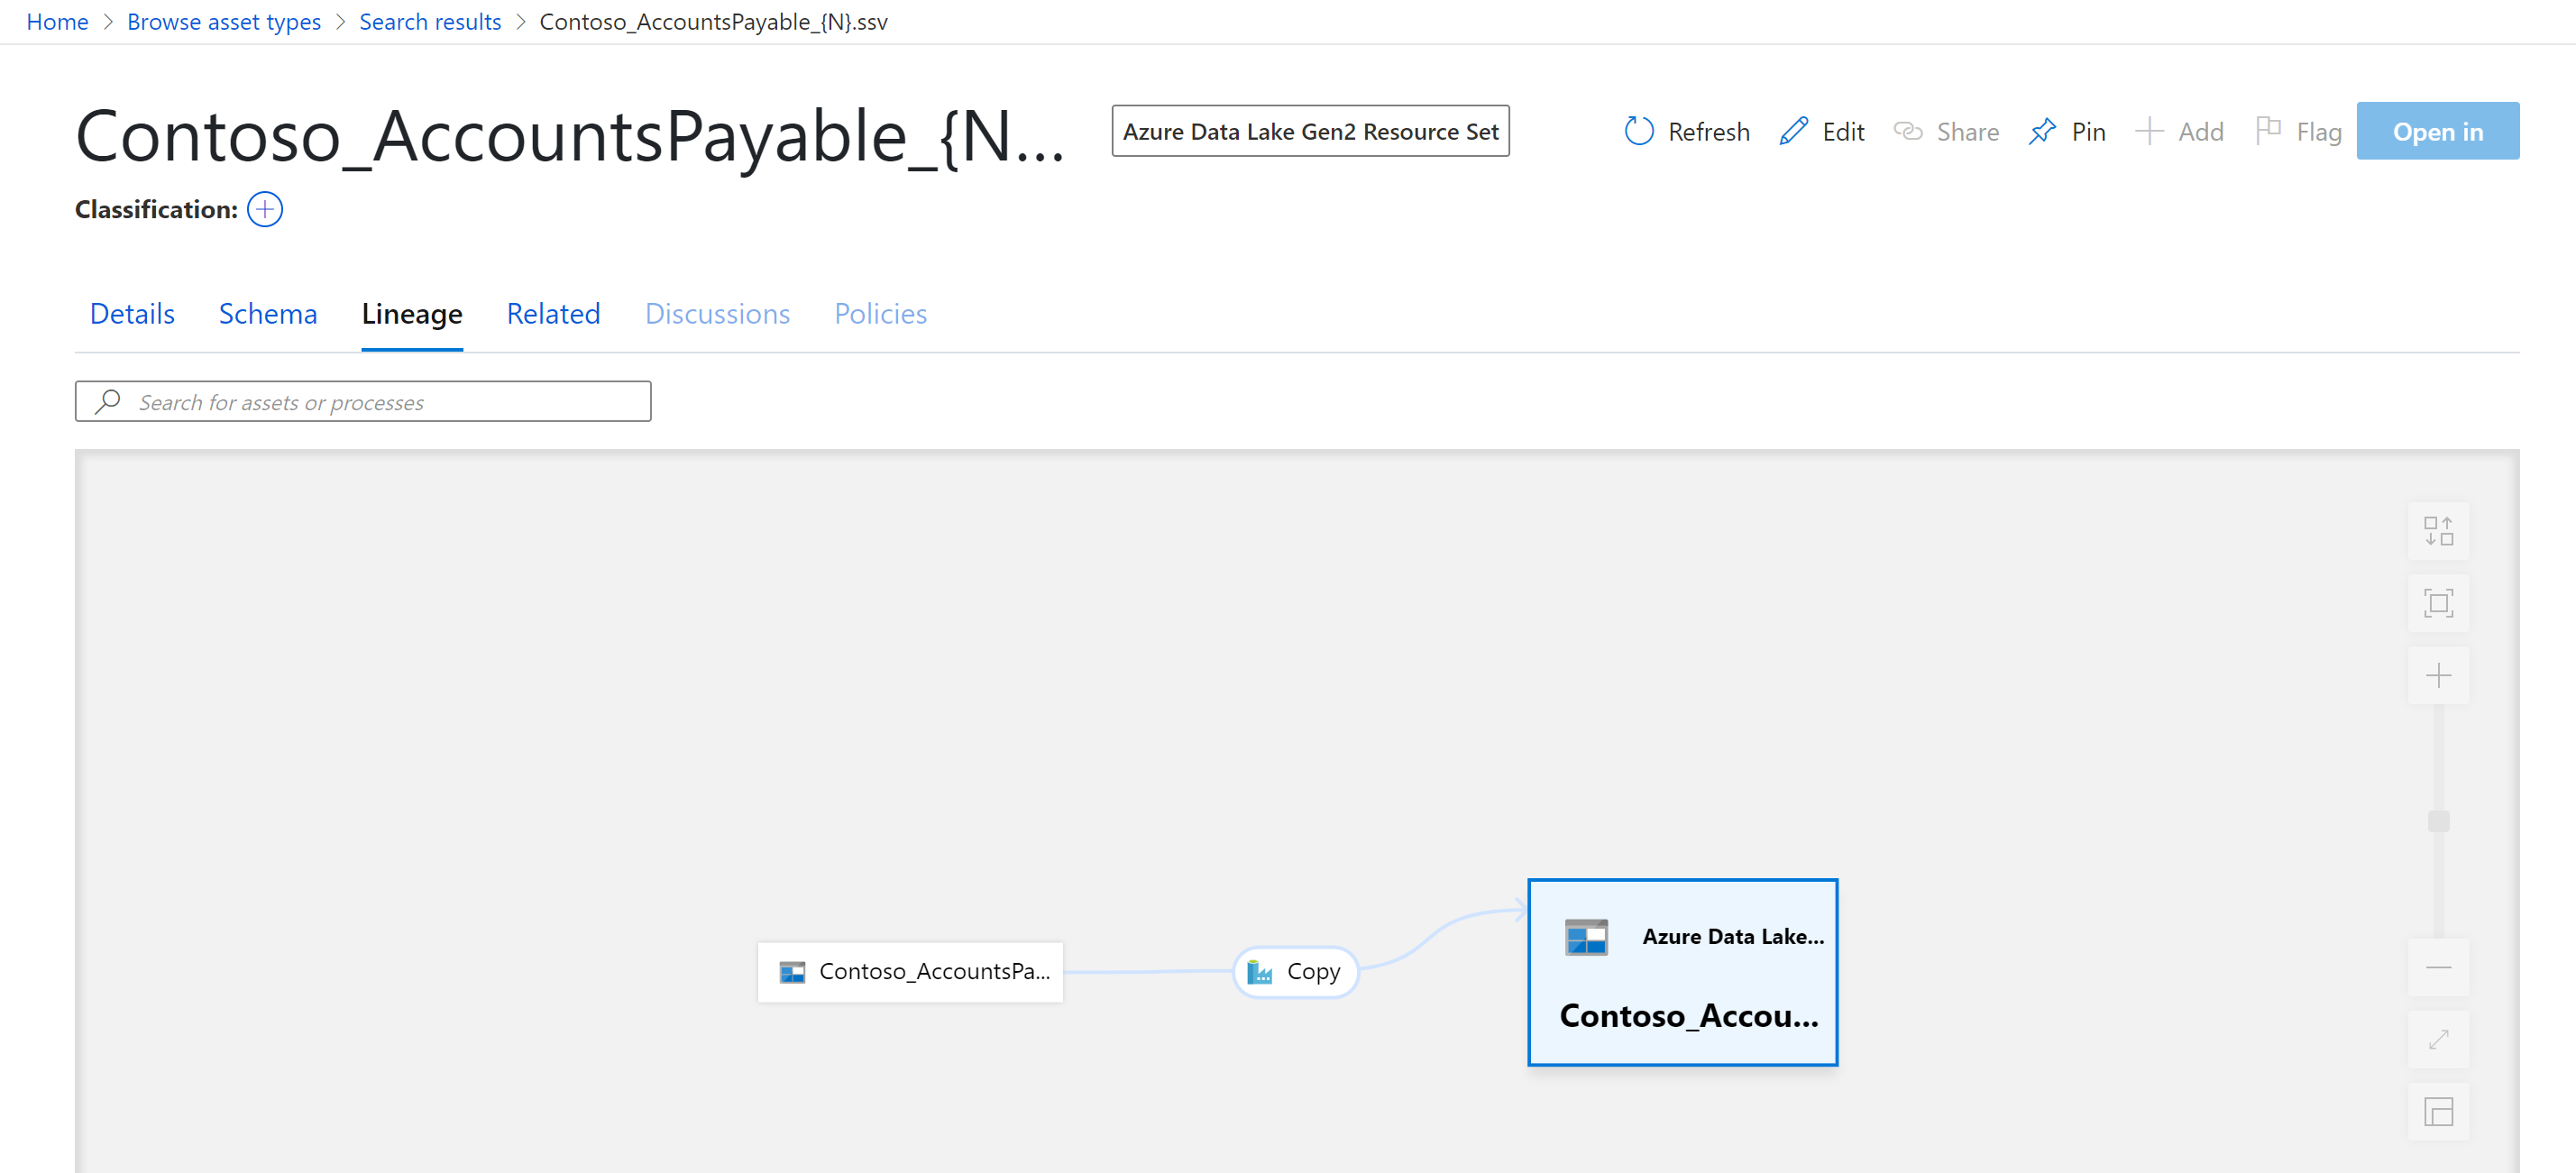 Home > Browse asset types > Search results > Contoso_AccountsPayable_{N}.ssv
Contoso_AccountsPayable_{N...
Azure Data Lake Gen2 Resource Set
Refresh Edit Share Pin Add Flag Open in
Classification:
Details Schema Lineage Related Discussions Policies
Search for assets or processes
Azure Data Lake...
Contoso_AccountsPa... Copy
Contoso_Accou...